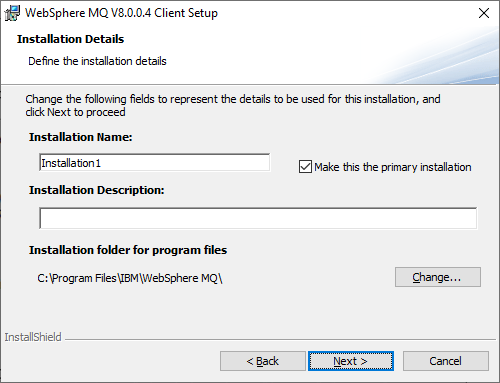 WebSphere MQ V8.0.0.4 Client Setup
Installation Details
Define the installation details
Change the following fields to represent the details to be used for this installation, and
click Next to proceed
Installation Name:
Installation1
Make this the primary installation
Installation Description:
Installation folder for program files
C:\Program Files\IBM\WebSphere MQ\
Change...
InstallShield
< Back
Next >
Cancel